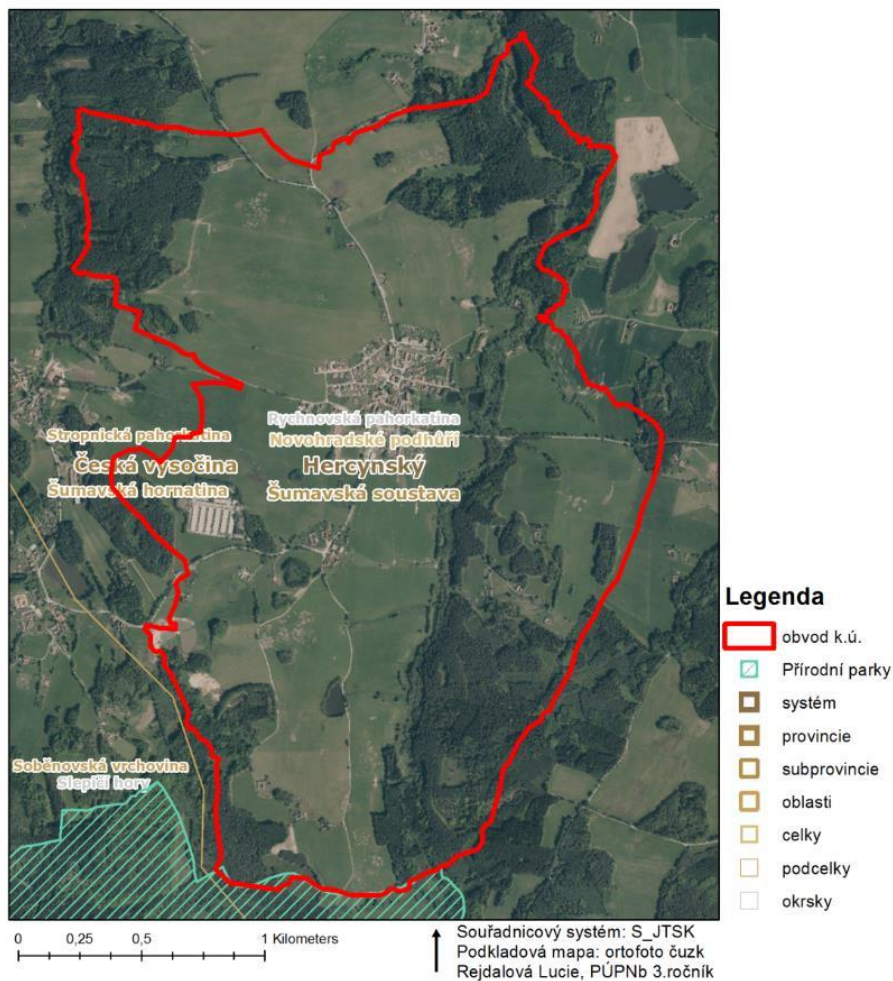 Rychnovská pahorkatina
Stropnická pahorkatina
Novohradské podhůří
Česká vysočina
Hercynský
Šumavská hornatina
Šumavská soustava
Soběnovská vrchovina
Slepičí hory
Legenda
obvod k.ú.
Přírodní parky
systém
provincie
subprovincie
oblasti
celky
podcelky
okrsky
0 0,25 0,5 1 Kilometers
Souřadnicový systém: S_JTSK
Podkladová mapa: ortofoto čuzk
Rejdalová Lucie, PÚPNb 3.ročník